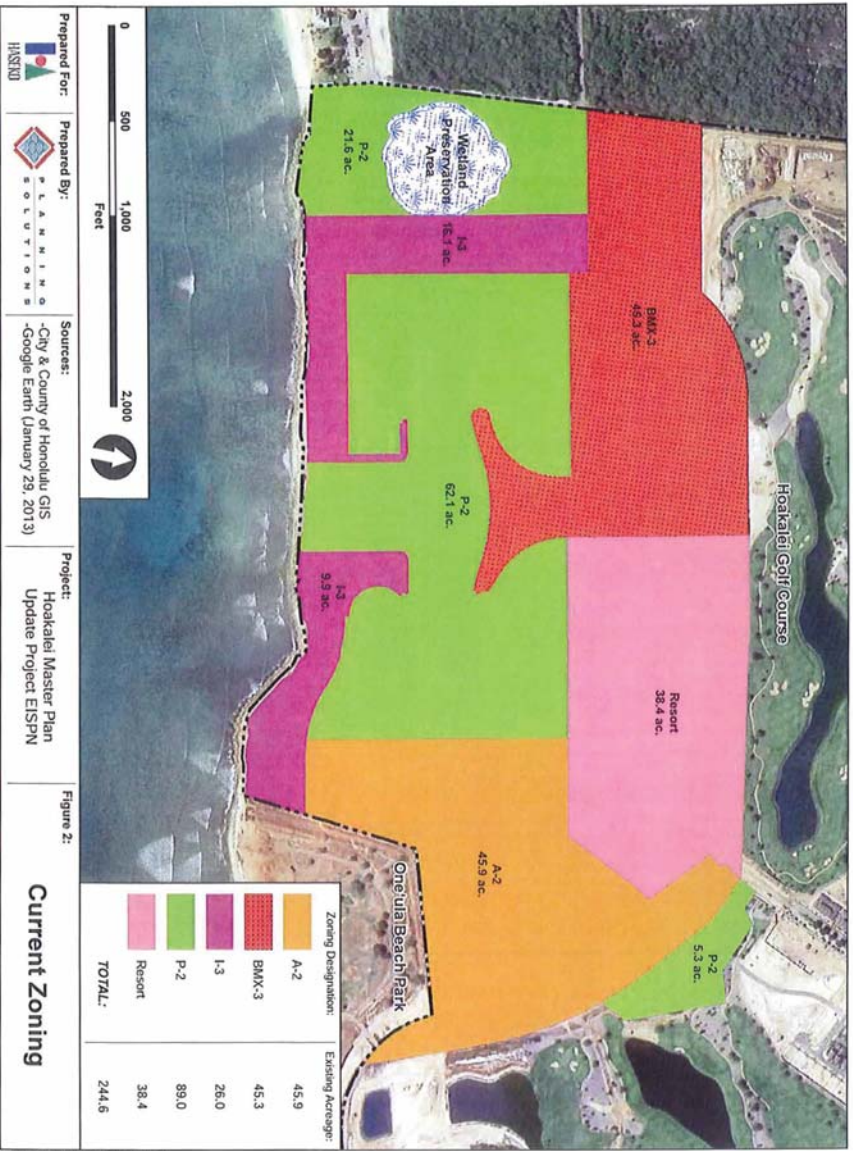 Hoakalei Golf Course
BMX-3
45.3 ac.
Resort
38.4 ac.
P-2
5.3 ac.
Wetland
Preservation
Area
P-2
21.6 ac.
I-3
16.1 ac.
P-2
62.1 ac.
I-3
9.9 ac.
A-2
45.9 ac.
One'ula Beach Park
Zoning Designation: Existing Acreage:
A-2 45.9
BMX-3 45.3
I-3 26.0
P-2 89.0
Resort 38.4
TOTAL: 244.6
0 500 1,000 2,000
Feet
Prepared For:
HASEKO
Prepared By:
PLANNING
SOLUTIONS
Sources:
-City & County of Honolulu GIS
-Google Earth (January 29, 2013)
Project:
Hoakalei Master Plan
Update Project EISPN
Figure 2:
Current Zoning